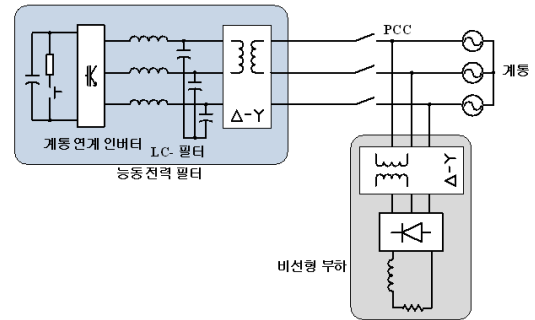 PCC
계통
계통 연계 인버터
LC- 필터
Δ-Y
능동 전력 필터
Δ-Y
비선형 부하